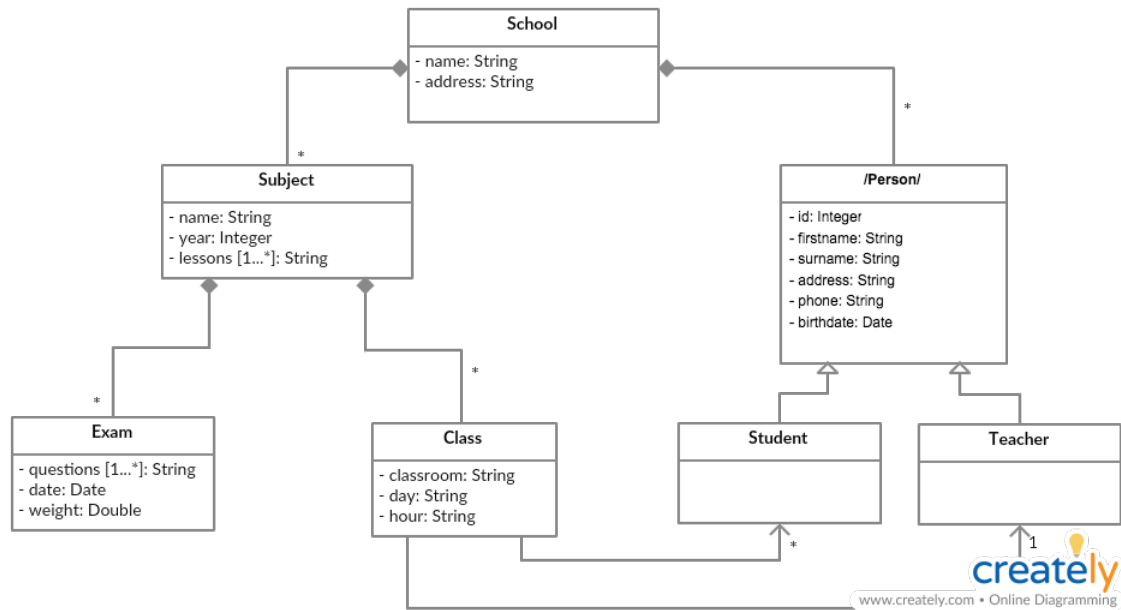 School
- name: String
- address: String
*
*
Subject
- name: String
- year: Integer
- lessons [1...*]: String
/Person/
- id: Integer
- firstname: String
- surname: String
- address: String
- phone: String
- birthdate: Date
*
*
Exam
- questions [1...*]: String
- date: Date
- weight: Double
Class
- classroom: String
- day: String
- hour: String
Student
Teacher
*
1
creately
www.creately.com • Online Diagramming